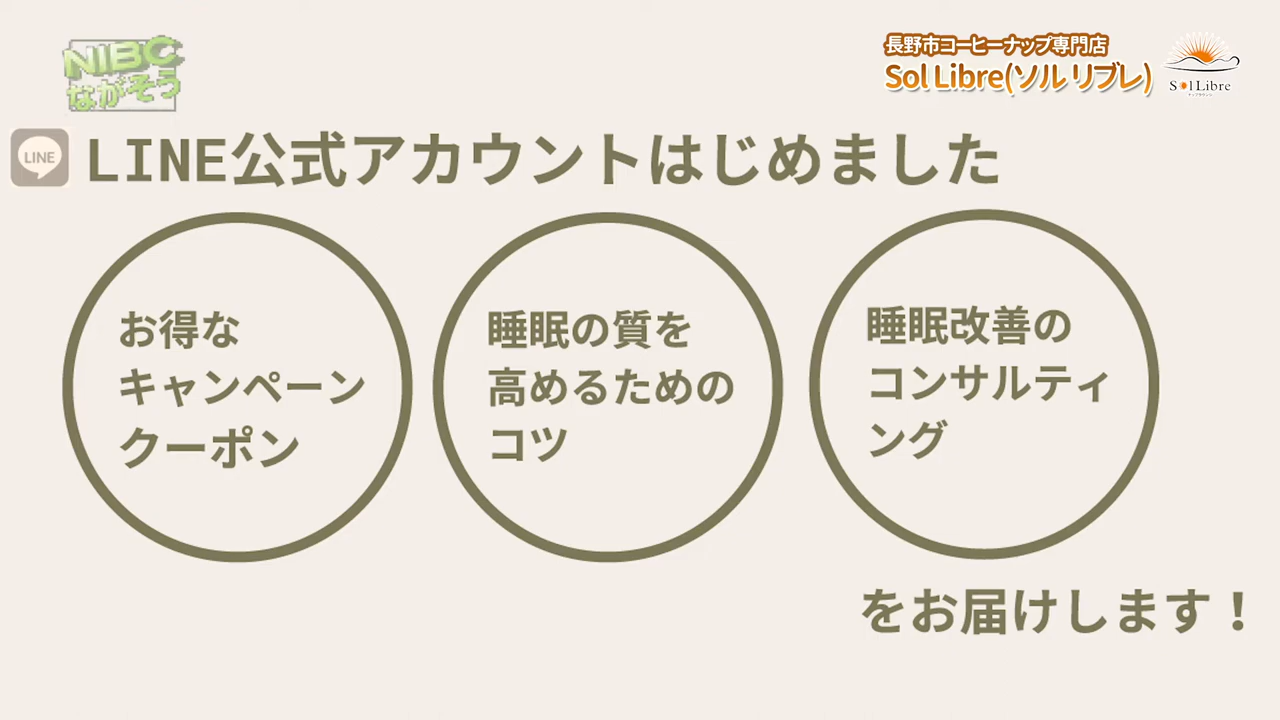 NIBC
ながそう
長野市コーヒーナップ専門店
Sol Libre(ソル リブレ)
Sol Libre
LINE
LINE公式アカウントはじめました
お得な
キャンペーン
クーポン
睡眠の質を
高めるための
コツ
睡眠改善の
コンサルティ
ング
をお届けします！